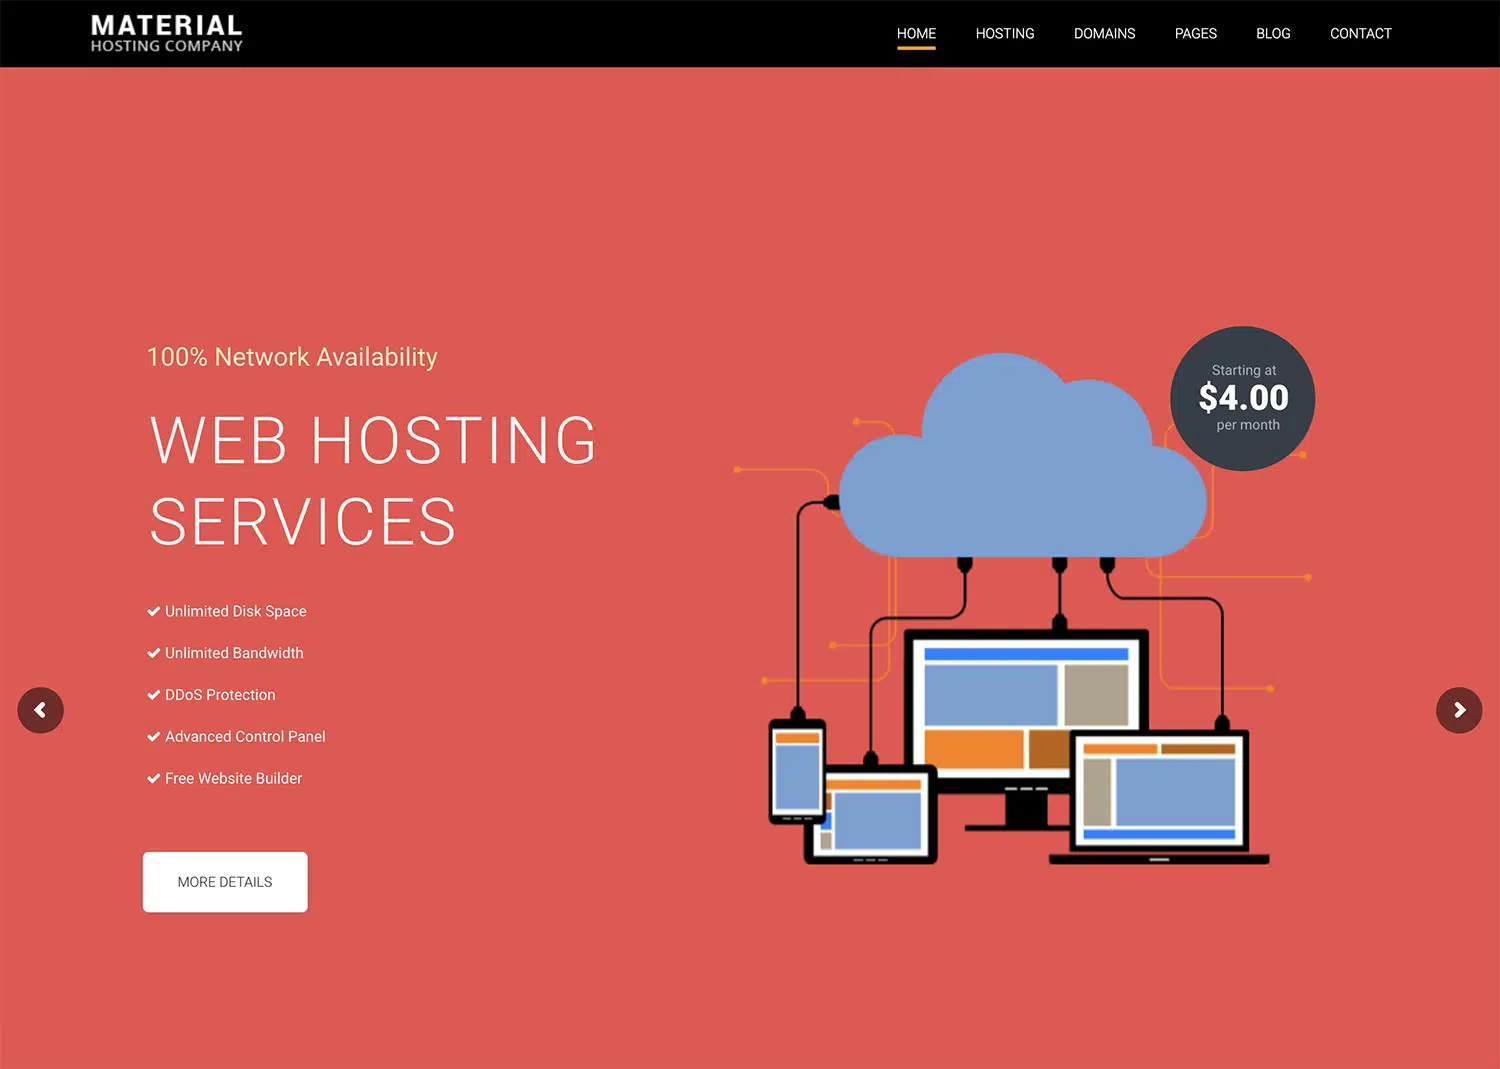 MATERIAL
HOSTING COMPANY
HOME HOSTING DOMAINS PAGES BLOG CONTACT
100% Network Availability
WEB HOSTING
SERVICES
Unlimited Disk Space
Unlimited Bandwidth
DDoS Protection
Advanced Control Panel
Free Website Builder
MORE DETAILS
Starting at
$4.00
per month